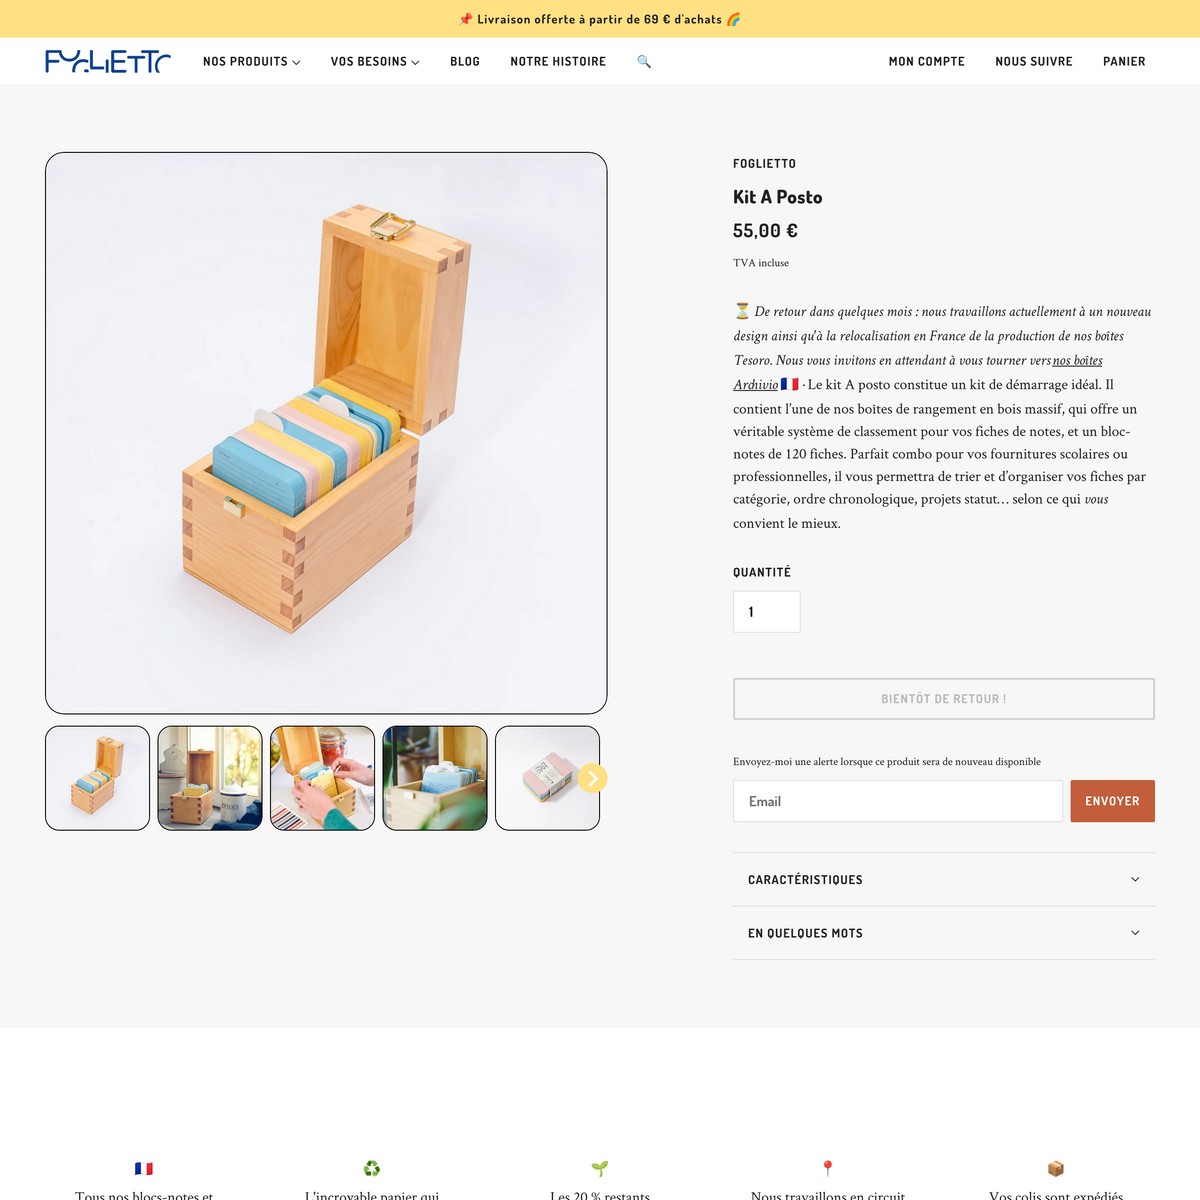 📌 Livraison offerte à partir de 69 € d'achats 🌈
FOGLIETTO
NOS PRODUITS
VOS BESOINS
BLOG
NOTRE HISTOIRE
🔍
MON COMPTE
NOUS SUIVRE
PANIER
FOGLIETTO
Kit A Posto
55,00 €
TVA incluse
⏳ De retour dans quelques mois : nous travaillons actuellement à un nouveau
design ainsi qu'à la relocalisation en France de la production de nos boîtes
Tesoro. Nous vous invitons en attendant à vous tourner vers nos boîtes
Archivio 🇫🇷 · Le kit A posto constitue un kit de démarrage idéal. Il
contient l’une de nos boîtes de rangement en bois massif, qui offre un
véritable système de classement pour vos fiches de notes, et un bloc-
notes de 120 fiches. Parfait combo pour vos fournitures scolaires ou
professionnelles, il vous permettra de trier et d’organiser vos fiches par
catégorie, ordre chronologique, projets statut… selon ce qui vous
convient le mieux.
QUANTITÉ
1
BIENTÔT DE RETOUR !
Envoyez-moi une alerte lorsque ce produit sera de nouveau disponible
Email
ENVOYER
CARACTÉRISTIQUES
EN QUELQUES MOTS
🇫🇷
♻️
🌱
📍
📦
Tous nos blocs-notes et
L'incroyable papier qui
Les 20 % restants
Nous travaillons en circuit
Vos colis sont expédiés